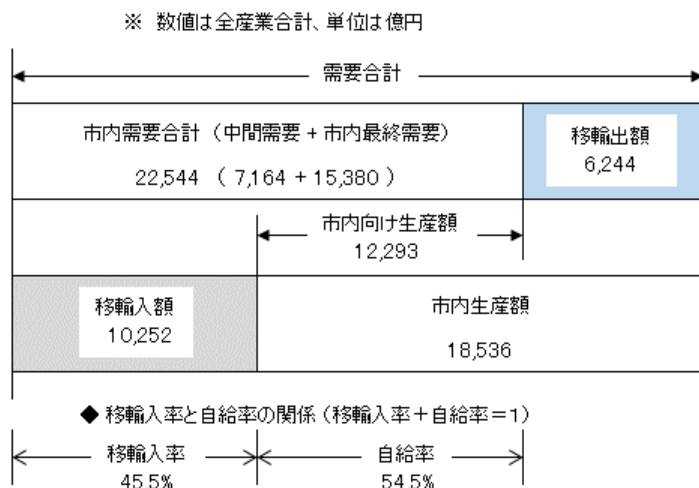 ※ 数値は全産業合計、単位は億円
需要合計
市内需要合計（中間需要＋市内最終需要）
22,544 （ 7,164 + 15,380 ）
移輸出額
6,244
市内向け生産額
12,293
移輸入額
10,252
市内生産額
18,536
◆ 移輸入率と自給率の関係（移輸入率＋自給率＝1）
移輸入率
45.5%
自給率
54.5%